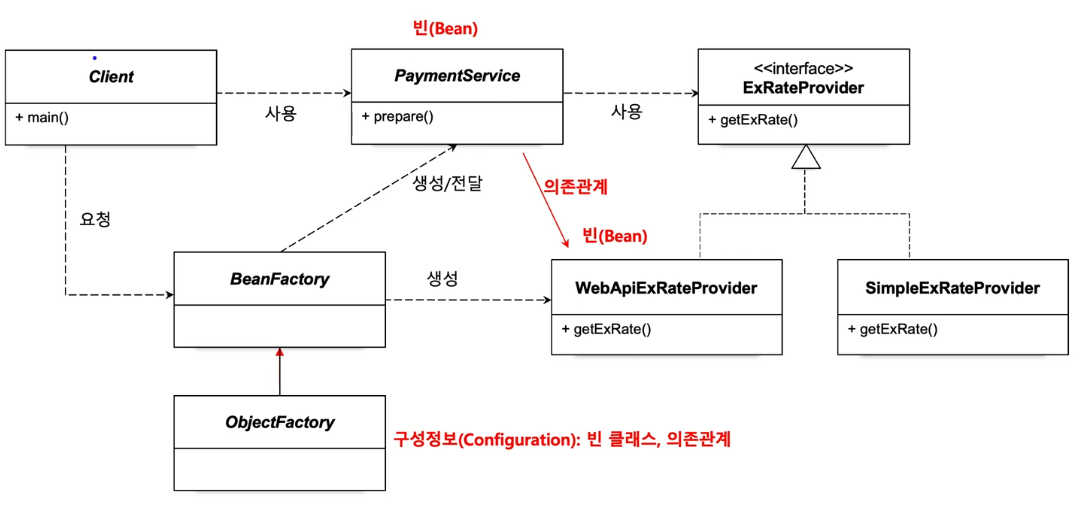 빈(Bean)
Client
+ main()
사용
PaymentService
+ prepare()
사용
<<interface>>
ExRateProvider
+ getExRate()
요청
생성/전달
의존관계
빈(Bean)
BeanFactory
생성
WebApiExRateProvider
+ getExRate()
SimpleExRateProvider
+ getExRate()
ObjectFactory
구성정보(Configuration): 빈 클래스, 의존관계